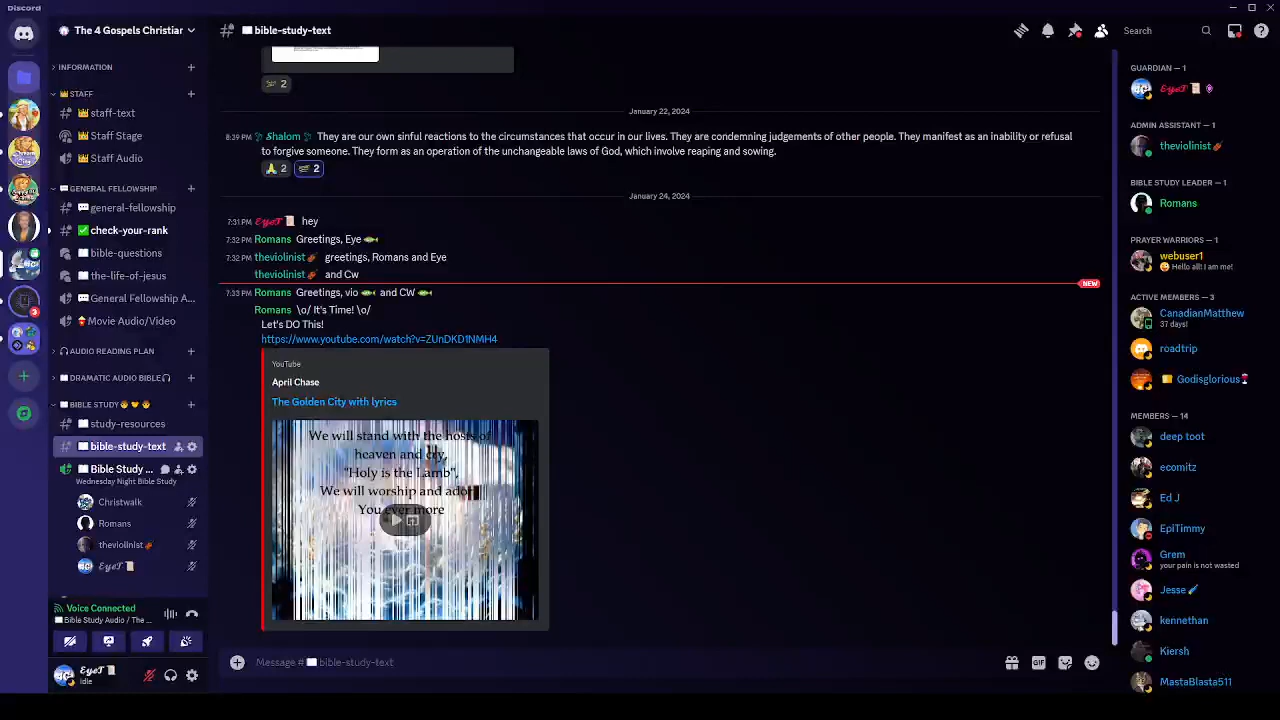 Discord
The 4 Gospels Christian
INFORMATION
STAFF
staff-text
Staff Stage
Staff Audio
GENERAL FELLOWSHIP
general-fellowship
check-your-rank
bible-questions
the-life-of-jesus
General Fellowship A...
Movie Audio/Video
AUDIO READING PLAN
DRAMATIC AUDIO BIBLE
BIBLE STUDY
study-resources
bible-study-text
Bible Study ...
Wednesday Night Bible Study
Christwalk
Romans
theviolinist
EyeT
Voice Connected
Bible Study Audio / The ...
EyeT
Idle
bible-study-text
Search
2
January 22, 2024
8:39 PM Shalom They are our own sinful reactions to the circumstances that occur in our lives. They are condemning judgements of other people. They manifest as an inability or refusal
to forgive someone. They form as an operation of the unchangeable laws of God, which involve reaping and sowing.
2 2
January 24, 2024
7:31 PM EyeT hey
7:32 PM Romans Greetings, Eye
7:32 PM theviolinist greetings, Romans and Eye
theviolinist and Cw
NEW
7:33 PM Romans Greetings, vio and CW
Romans \o/ It's Time! \o/
Let's DO This!
https://www.youtube.com/watch?v=ZUnDKD1NMH4
YouTube
April Chase
The Golden City with lyrics
We will stand with the hosts of
heaven and cry,
"Holy is the Lamb",
We will worship and adore
You ever more
Message # bible-study-text
GIF
GUARDIAN — 1
EyeT
ADMIN ASSISTANT — 1
theviolinist
BIBLE STUDY LEADER — 1
Romans
PRAYER WARRIORS — 1
webuser1
Hello all! I am me!
ACTIVE MEMBERS — 3
CanadianMatthew
37 days!
roadtrip
Godisglorious
MEMBERS — 14
deep toot
ecomitz
Ed J
EpiTimmy
Grem
your pain is not wasted
Jesse
kennethan
Kiersh
MastaBlasta511